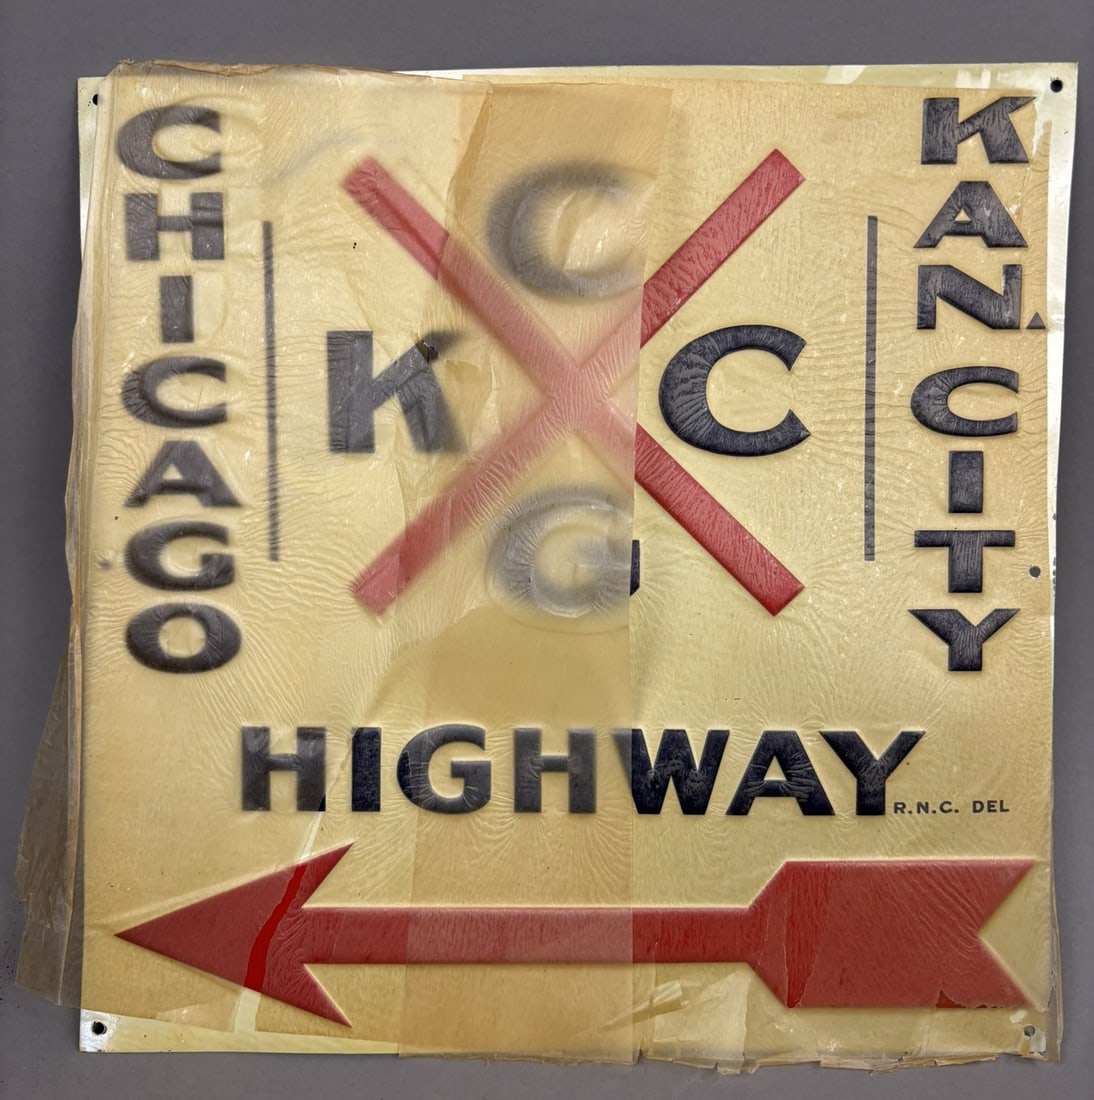 CHICAGO
C
K C
G
KAN. CITY
HIGHWAY
R.N.C. DEL